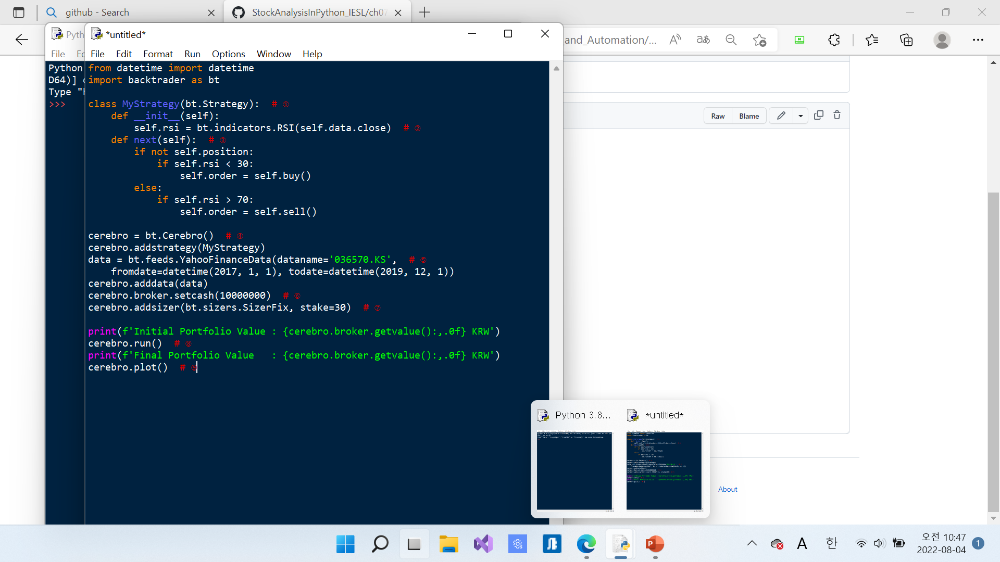 github - Search
StockAnalysisInPython_IESL/ch07
_and_Automation/...
*untitled*
File Edit Format Run Options Window Help
File
Python
D64)]
Type "h
>>>
from datetime import datetime
import backtrader as bt
class MyStrategy(bt.Strategy):  # ①
    def __init__(self):
        self.rsi = bt.indicators.RSI(self.data.close)  # ②
    def next(self):  # ③
        if not self.position:
            if self.rsi < 30:
                self.order = self.buy()
        else:
            if self.rsi > 70:
                self.order = self.sell()
cerebro = bt.Cerebro()  # ④
cerebro.addstrategy(MyStrategy)
data = bt.feeds.YahooFinanceData(dataname='036570.KS',  # ⑤
    fromdate=datetime(2017, 1, 1), todate=datetime(2019, 12, 1))
cerebro.adddata(data)
cerebro.broker.setcash(10000000)  # ⑥
cerebro.addsizer(bt.sizers.SizerFix, stake=30)  # ⑦
print(f'Initial Portfolio Value : {cerebro.broker.getvalue():,.0f} KRW')
cerebro.run()  # ⑧
print(f'Final Portfolio Value   : {cerebro.broker.getvalue():,.0f} KRW')
cerebro.plot()  # ⑨
Raw Blame
Python 3.8... *untitled*
About
A 한
오전 10:47
2022-08-04
1